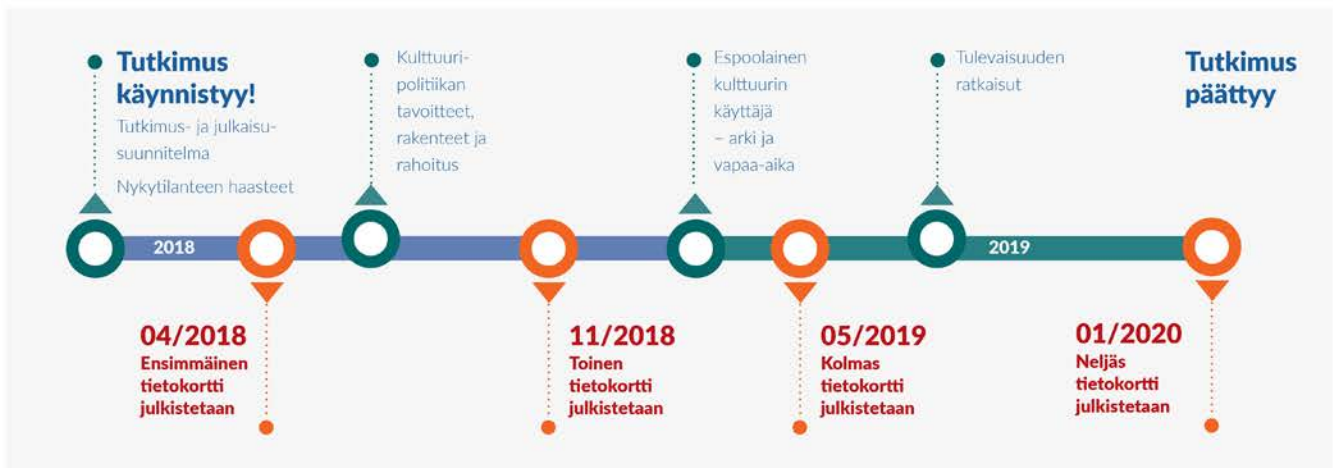 Tutkimus
käynnistyy!
Tutkimus- ja julkaisu-
suunnitelma
Nykytilanteen haasteet
Kulttuuri-
politiikan
tavoitteet,
rakenteet ja
rahoitus
Espoolainen
kulttuurin
käyttäjä
– arki ja
vapaa-aika
Tulevaisuuden
ratkaisut
Tutkimus
päättyy
2018
2019
04/2018
Ensimmäinen
tietokortti
julkistetaan
11/2018
Toinen
tietokortti
julkistetaan
05/2019
Kolmas
tietokortti
julkistetaan
01/2020
Neljäs
tietokortti
julkistetaan